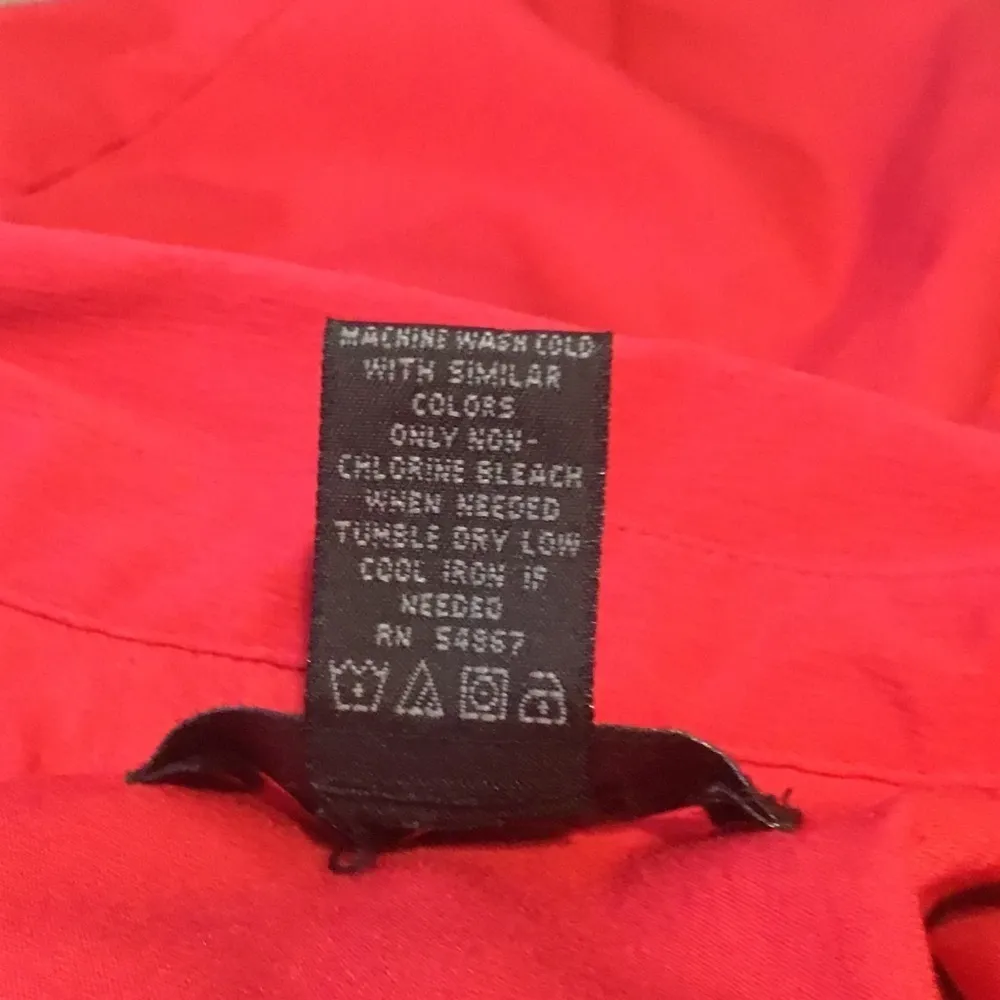 MACHINE WASH COLD
WITH SIMILAR
COLORS
ONLY NON-
CHLORINE BLEACH
WHEN NEEDED
TUMBLE DRY LOW
COOL IRON IF
NEEDED
RN 54867